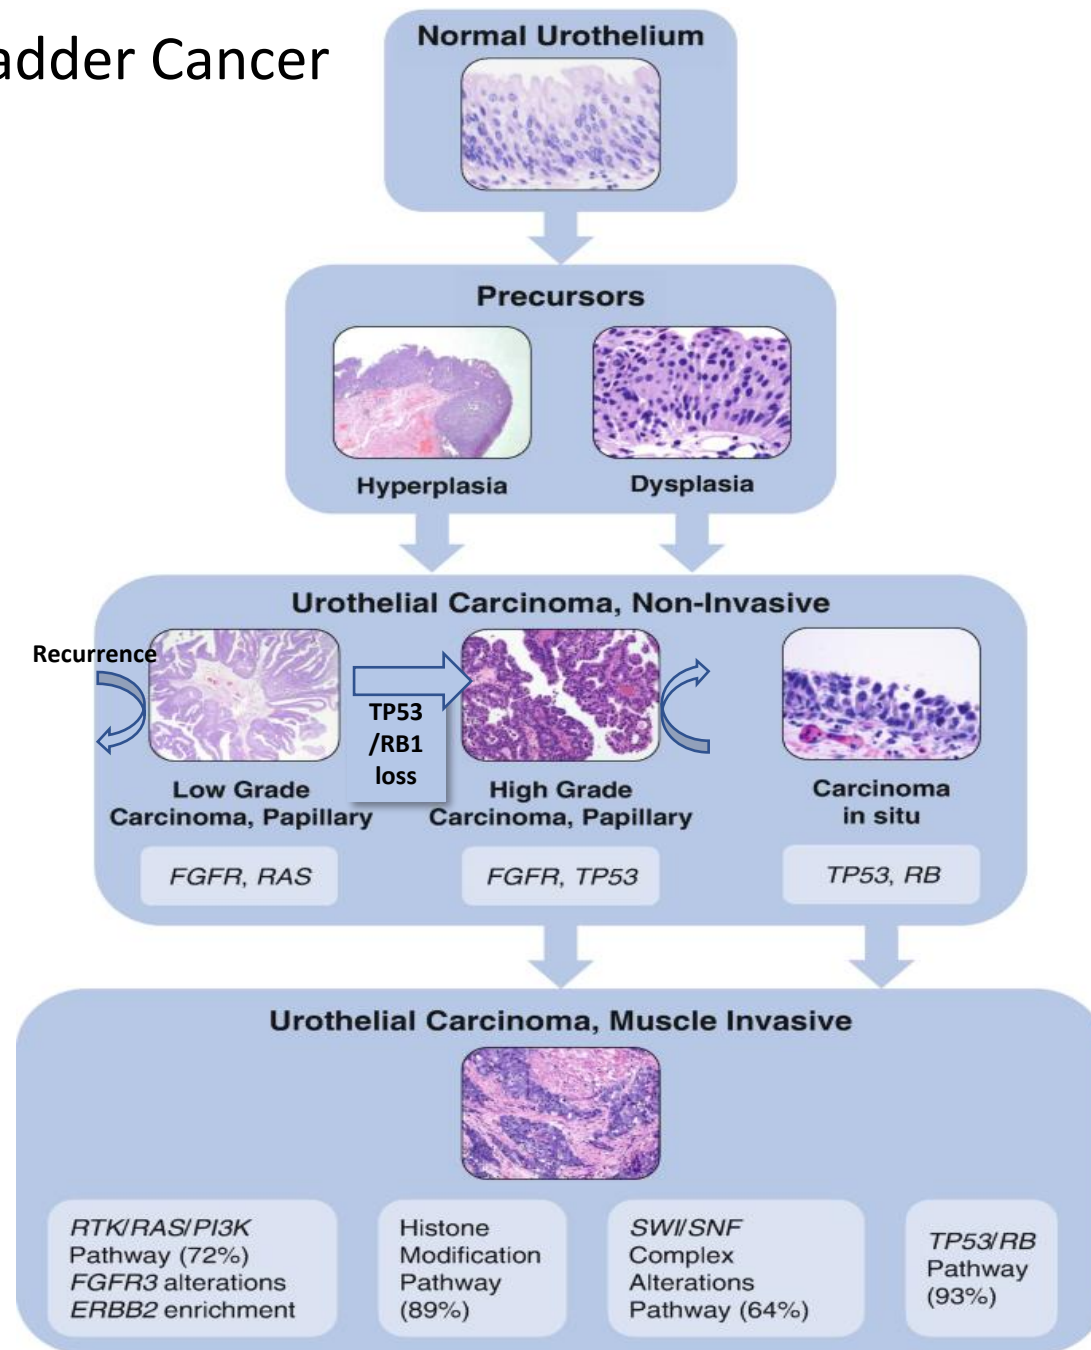 adder Cancer
Normal Urothelium
Precursors
Hyperplasia
Dysplasia
Urothelial Carcinoma, Non-Invasive
Recurrence
TP53
/RB1
loss
Low Grade
Carcinoma, Papillary
High Grade
Carcinoma, Papillary
Carcinoma
in situ
FGFR, RAS
FGFR, TP53
TP53, RB
Urothelial Carcinoma, Muscle Invasive
RTK/RAS/PI3K
Pathway (72%)
FGFR3 alterations
ERBB2 enrichment
Histone
Modification
Pathway
(89%)
SWI/SNF
Complex
Alterations
Pathway (64%)
TP53/RB
Pathway
(93%)